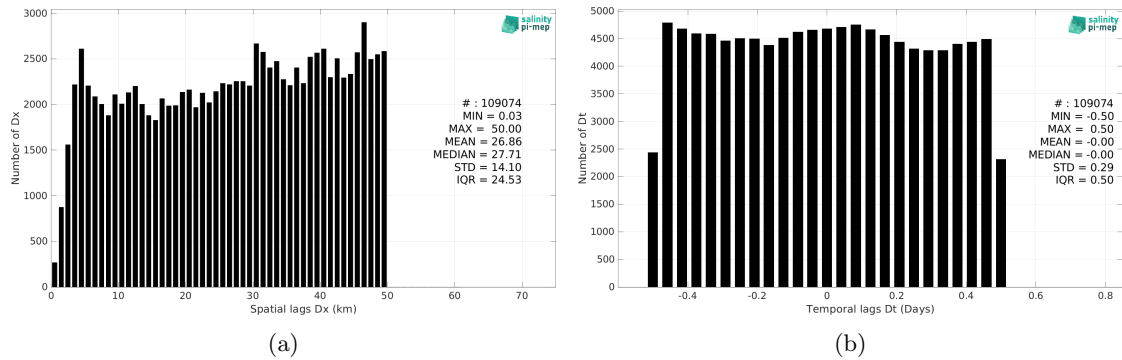 3000
2500
2000
1500
1000
500
0
Number of Dx
0 10 20 30 40 50 60 70
Spatial lags Dx (km)
salinity
pi-mep
# : 109074
MIN = 0.03
MAX = 50.00
MEAN = 26.86
MEDIAN = 27.71
STD = 14.10
IQR = 24.53
(a)
5000
4500
4000
3500
3000
2500
2000
1500
1000
500
0
Number of Dt
-0.4 -0.2 0 0.2 0.4 0.6 0.8
Temporal lags Dt (Days)
salinity
pi-mep
# : 109074
MIN = -0.50
MAX = 0.50
MEAN = -0.00
MEDIAN = -0.00
STD = 0.29
IQR = 0.50
(b)